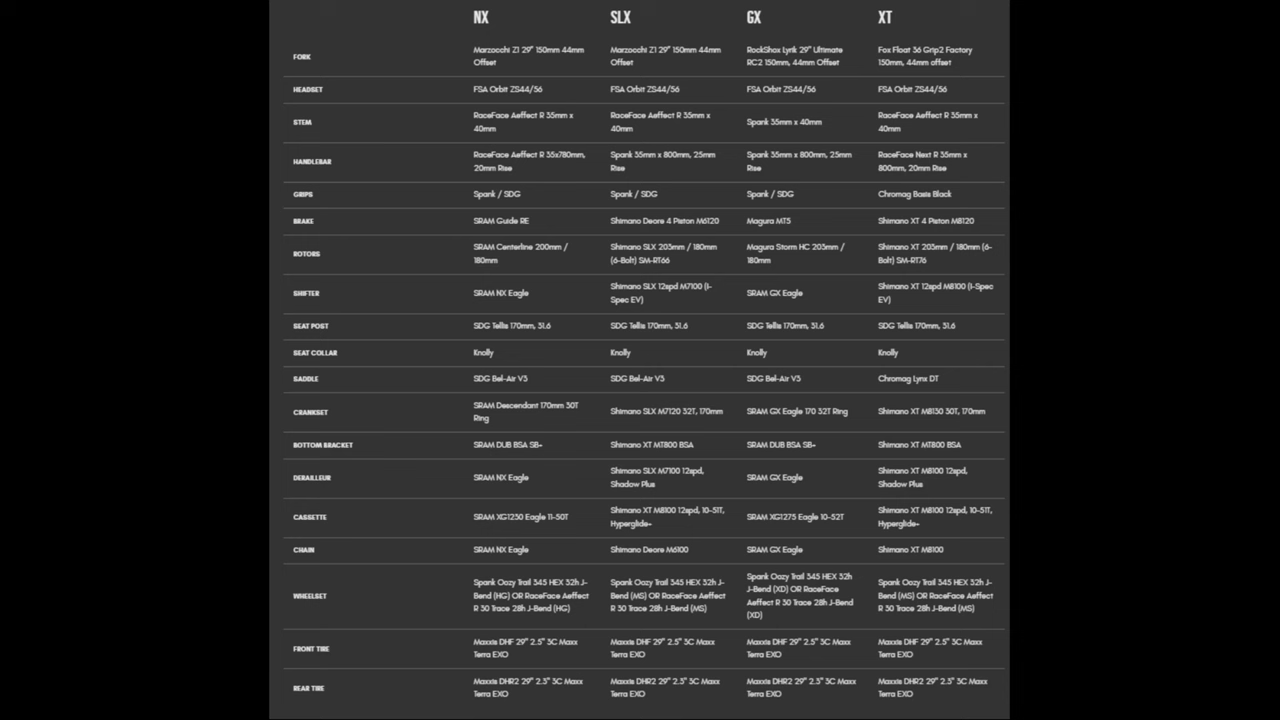 NX SLX GX XT
FORK
Marzocchi Z1 29" 150mm 44mm
Offset
Marzocchi Z1 29" 150mm 44mm
Offset
RockShox Lyrik 29" Ultimate
RC2 150mm, 44mm Offset
Fox Float 36 Grip2 Factory
150mm, 44mm offset
HEADSET
FSA Orbit ZS44/56
FSA Orbit ZS44/56
FSA Orbit ZS44/56
FSA Orbit ZS44/56
STEM
RaceFace Aeffect R 35mm x
40mm
RaceFace Aeffect R 35mm x
40mm
Spank 35mm x 40mm
RaceFace Aeffect R 35mm x
40mm
HANDLEBAR
RaceFace Aeffect R 35x780mm,
20mm Rise
Spank 35mm x 800mm, 25mm
Rise
Spank 35mm x 800mm, 25mm
Rise
RaceFace Next R 35mm x
800mm, 20mm Rise
GRIPS
Spank / SDG
Spank / SDG
Spank / SDG
Chromag Basis Black
BRAKE
SRAM Guide RE
Shimano Deore 4 Piston M6120
Magura MT5
Shimano XT 4 Piston M8120
ROTORS
SRAM Centerline 200mm /
180mm
Shimano SLX 203mm / 180mm
(6-Bolt) SM-RT66
Magura Storm HC 203mm /
180mm
Shimano XT 203mm / 180mm (6-
Bolt) SM-RT76
SHIFTER
SRAM NX Eagle
Shimano SLX 12spd M7100 (I-
Spec EV)
SRAM GX Eagle
Shimano XT 12spd M8100 (I-Spec
EV)
SEAT POST
SDG Tellis 170mm, 31.6
SDG Tellis 170mm, 31.6
SDG Tellis 170mm, 31.6
SDG Tellis 170mm, 31.6
SEAT COLLAR
Knolly
Knolly
Knolly
Knolly
SADDLE
SDG Bel-Air V3
SDG Bel-Air V3
SDG Bel-Air V3
Chromag Lynx DT
CRANKSET
SRAM Descendant 170mm 30T
Ring
Shimano SLX M7120 32T, 170mm
SRAM GX Eagle 170 32T Ring
Shimano XT M8130 30T, 170mm
BOTTOM BRACKET
SRAM DUB BSA SB+
Shimano XT MT800 BSA
SRAM DUB BSA SB+
Shimano XT MT800 BSA
DERAILLEUR
SRAM NX Eagle
Shimano SLX M7100 12spd,
Shadow Plus
SRAM GX Eagle
Shimano XT M8100 12spd,
Shadow Plus
CASSETTE
SRAM XG1230 Eagle 11-50T
Shimano XT M8100 12spd, 10-51T,
Hyperglide+
SRAM XG1275 Eagle 10-52T
Shimano XT M8100 12spd, 10-51T,
Hyperglide+
CHAIN
SRAM NX Eagle
Shimano Deore M6100
SRAM GX Eagle
Shimano XT M8100
WHEELSET
Spank Oozy Trail 345 HEX 32h J-
Bend (HG) OR RaceFace Aeffect
R 30 Trace 28h J-Bend (HG)
Spank Oozy Trail 345 HEX 32h J-
Bend (MS) OR RaceFace Aeffect
R 30 Trace 28h J-Bend (MS)
Spank Oozy Trail 345 HEX 32h
J-Bend (XD) OR RaceFace
Aeffect R 30 Trace 28h J-Bend
(XD)
Spank Oozy Trail 345 HEX 32h J-
Bend (MS) OR RaceFace Aeffect
R 30 Trace 28h J-Bend (MS)
FRONT TIRE
Maxxis DHF 29" 2.5" 3C Maxx
Terra EXO
Maxxis DHF 29" 2.5" 3C Maxx
Terra EXO
Maxxis DHF 29" 2.5" 3C Maxx
Terra EXO
Maxxis DHF 29" 2.5" 3C Maxx
Terra EXO
REAR TIRE
Maxxis DHR2 29" 2.3" 3C Maxx
Terra EXO
Maxxis DHR2 29" 2.3" 3C Maxx
Terra EXO
Maxxis DHR2 29" 2.3" 3C Maxx
Terra EXO
Maxxis DHR2 29" 2.3" 3C Maxx
Terra EXO